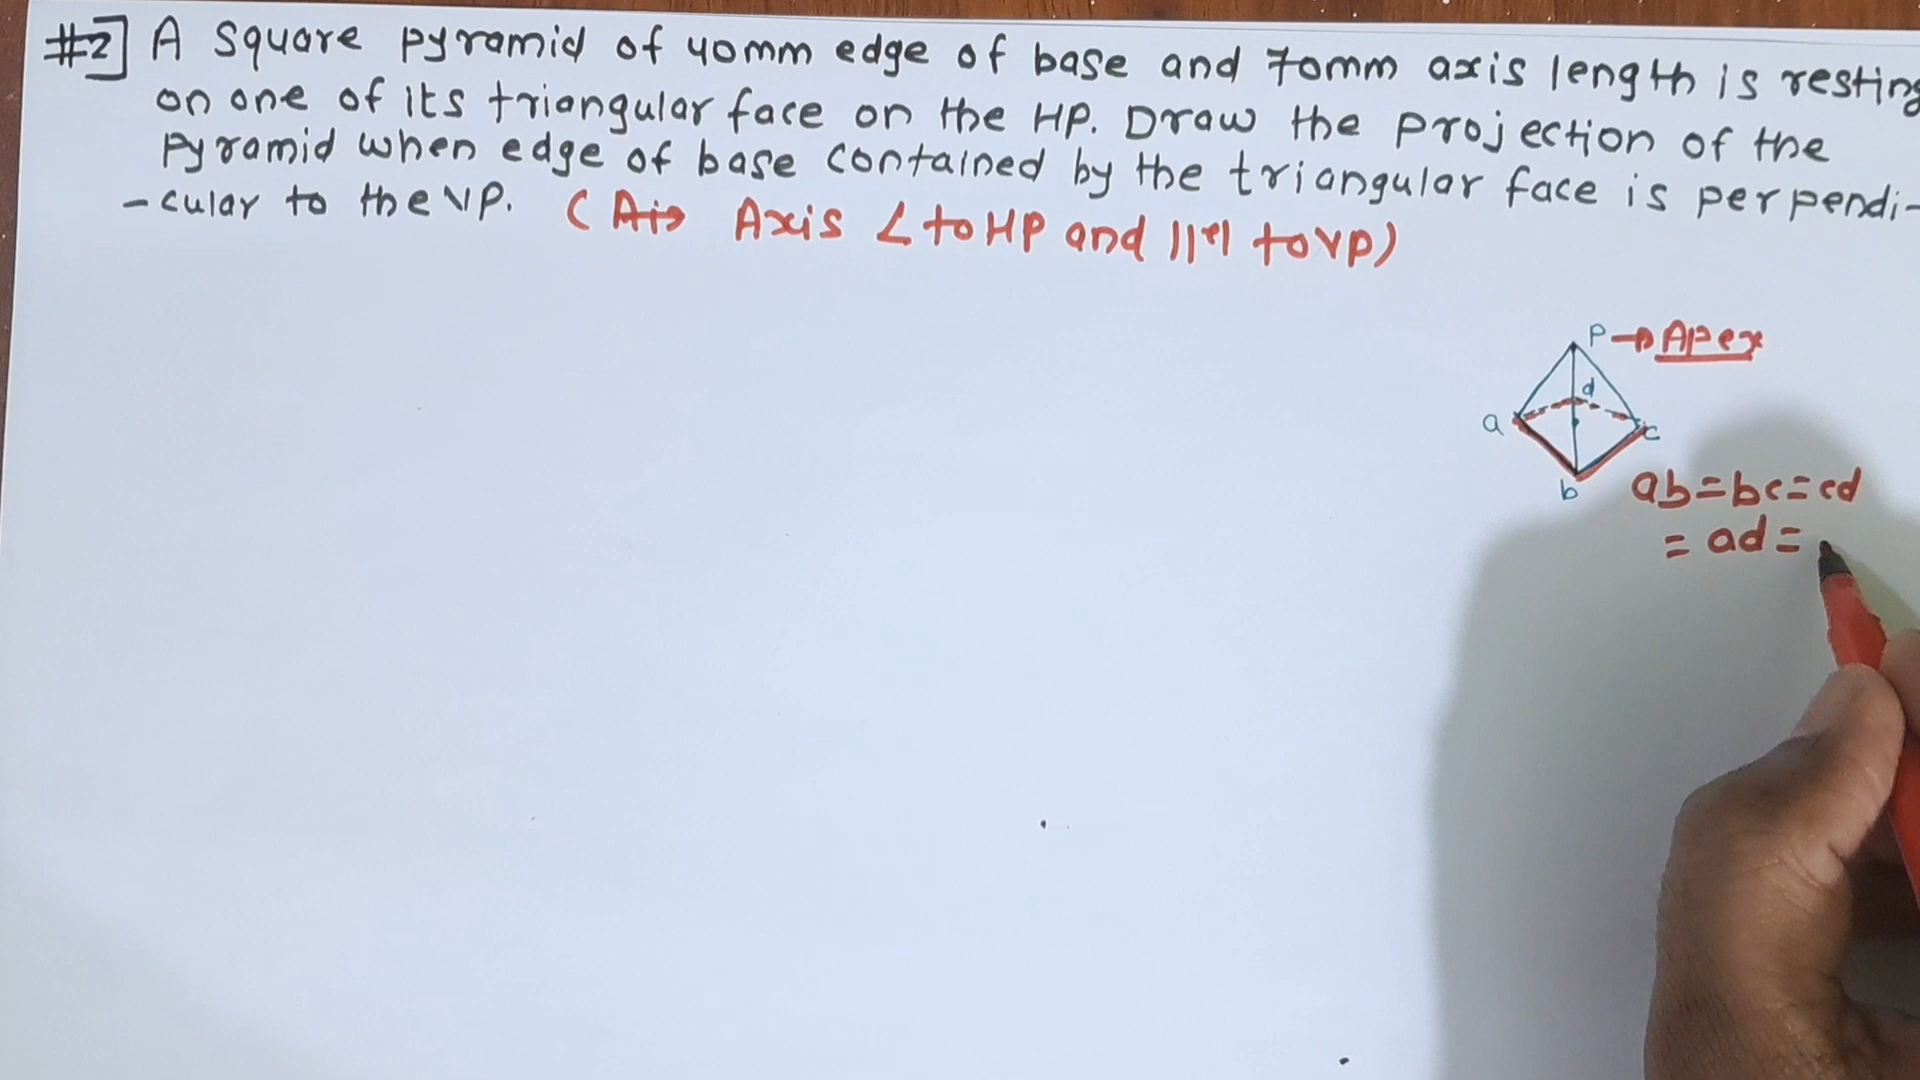 #2] A square pyramid of 40mm edge of base and 70mm axis length is resting
on one of its triangular face on the HP. Draw the projection of the
pyramid when edge of base contained by the triangular face is perpendi-
-cular to the VP. (Axis Axis ∠ to HP and ||el to VP)
P → Apex
d
a
c
b
ab = bc = cd
= ad =